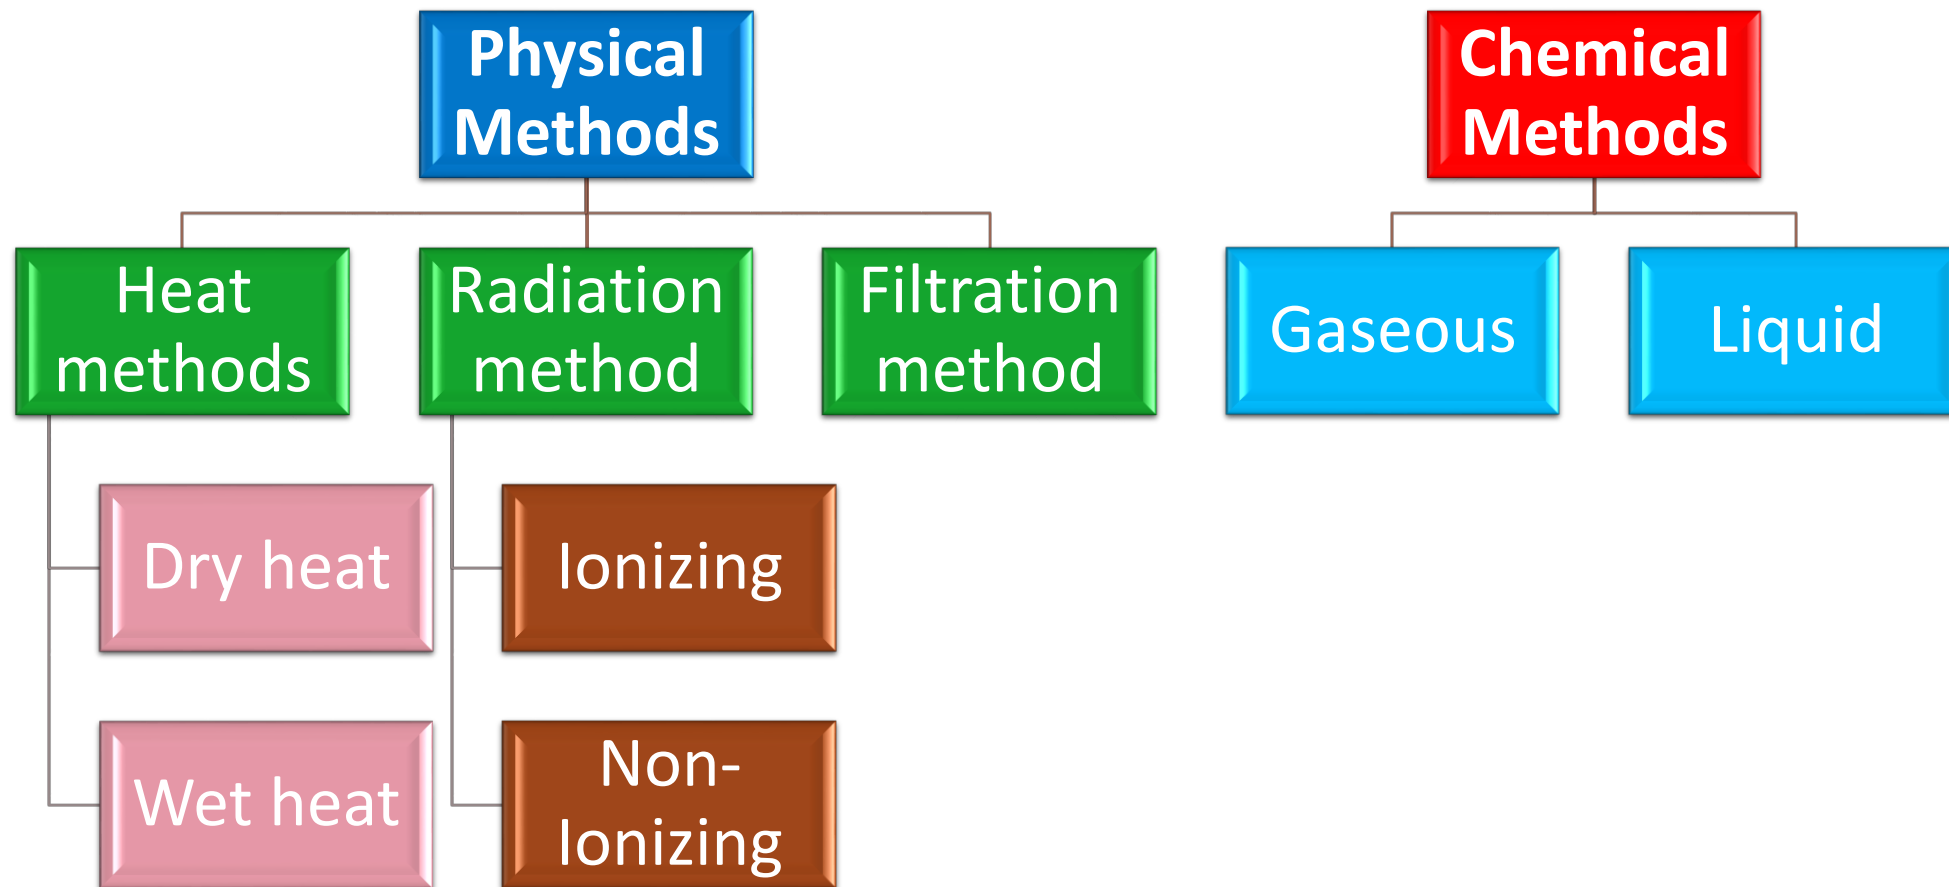 Physical
Methods
Chemical
Methods
Heat
methods
Radiation
method
Filtration
method
Gaseous
Liquid
Dry heat
Ionizing
Wet heat
Non-
Ionizing